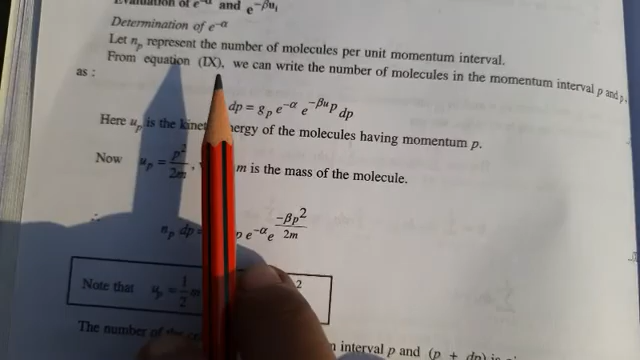 Evaluation of e^-α and e^-βu_i
Determination of e^-α
Let n_p represent the number of molecules per unit momentum interval.
From equation (IX), we can write the number of molecules in the momentum interval p and p
as :
dp = g_p e^-α e^-βu_p dp
Here u_p is the energy of the molecules having momentum p.
Now u_p = p^2/2m , m is the mass of the molecule.
∴
n_p dp = e^-α e^(-βp^2/2m)
Note that u_p = 1/2 m 2
The number of the
interval p and (p + dp) is